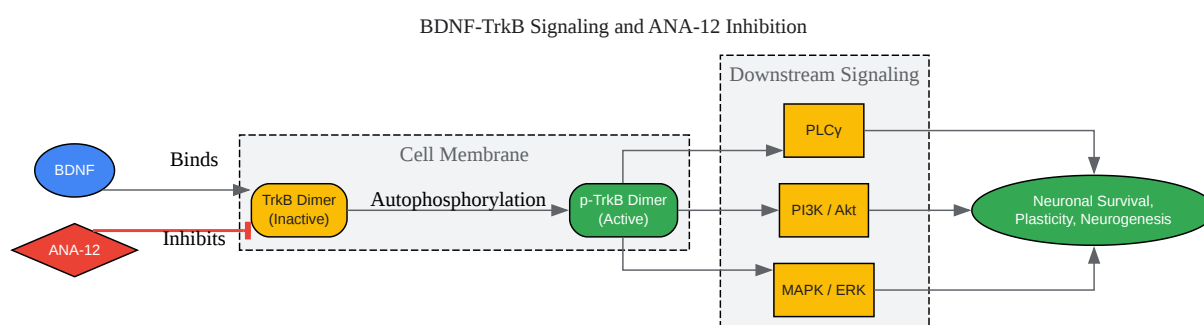 BDNF-TrkB Signaling and ANA-12 Inhibition
Downstream Signaling
Cell Membrane
BDNF
Binds
ANA-12
Inhibits
TrkB Dimer
(Inactive)
Autophosphorylation
p-TrkB Dimer
(Active)
PLCγ
PI3K / Akt
MAPK / ERK
Neuronal Survival,
Plasticity, Neurogenesis